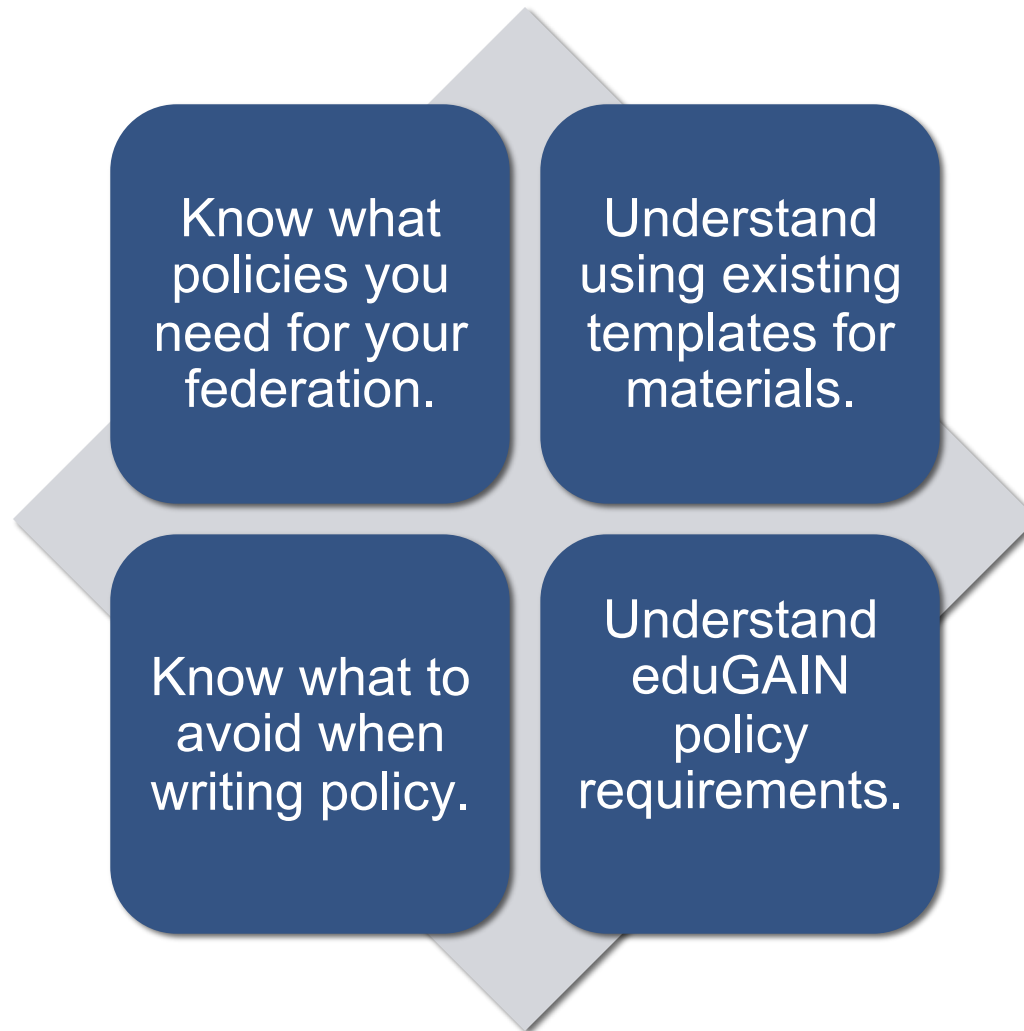 Know what
policies you
need for your
federation.
Understand
using existing
templates for
materials.
Know what to
avoid when
writing policy.
Understand
eduGAIN
policy
requirements.